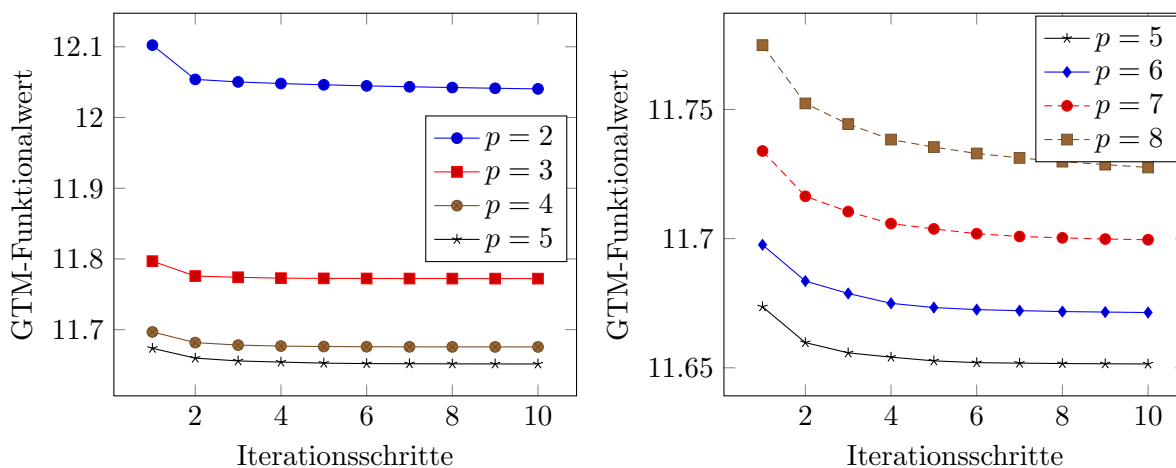 12.1
12
11.9
11.8
11.7
GTM-Funktionalwert
2 4 6 8 10
Iterationsschritte
p = 2
p = 3
p = 4
p = 5
11.75
11.7
11.65
GTM-Funktionalwert
2 4 6 8 10
Iterationsschritte
p = 5
p = 6
p = 7
p = 8